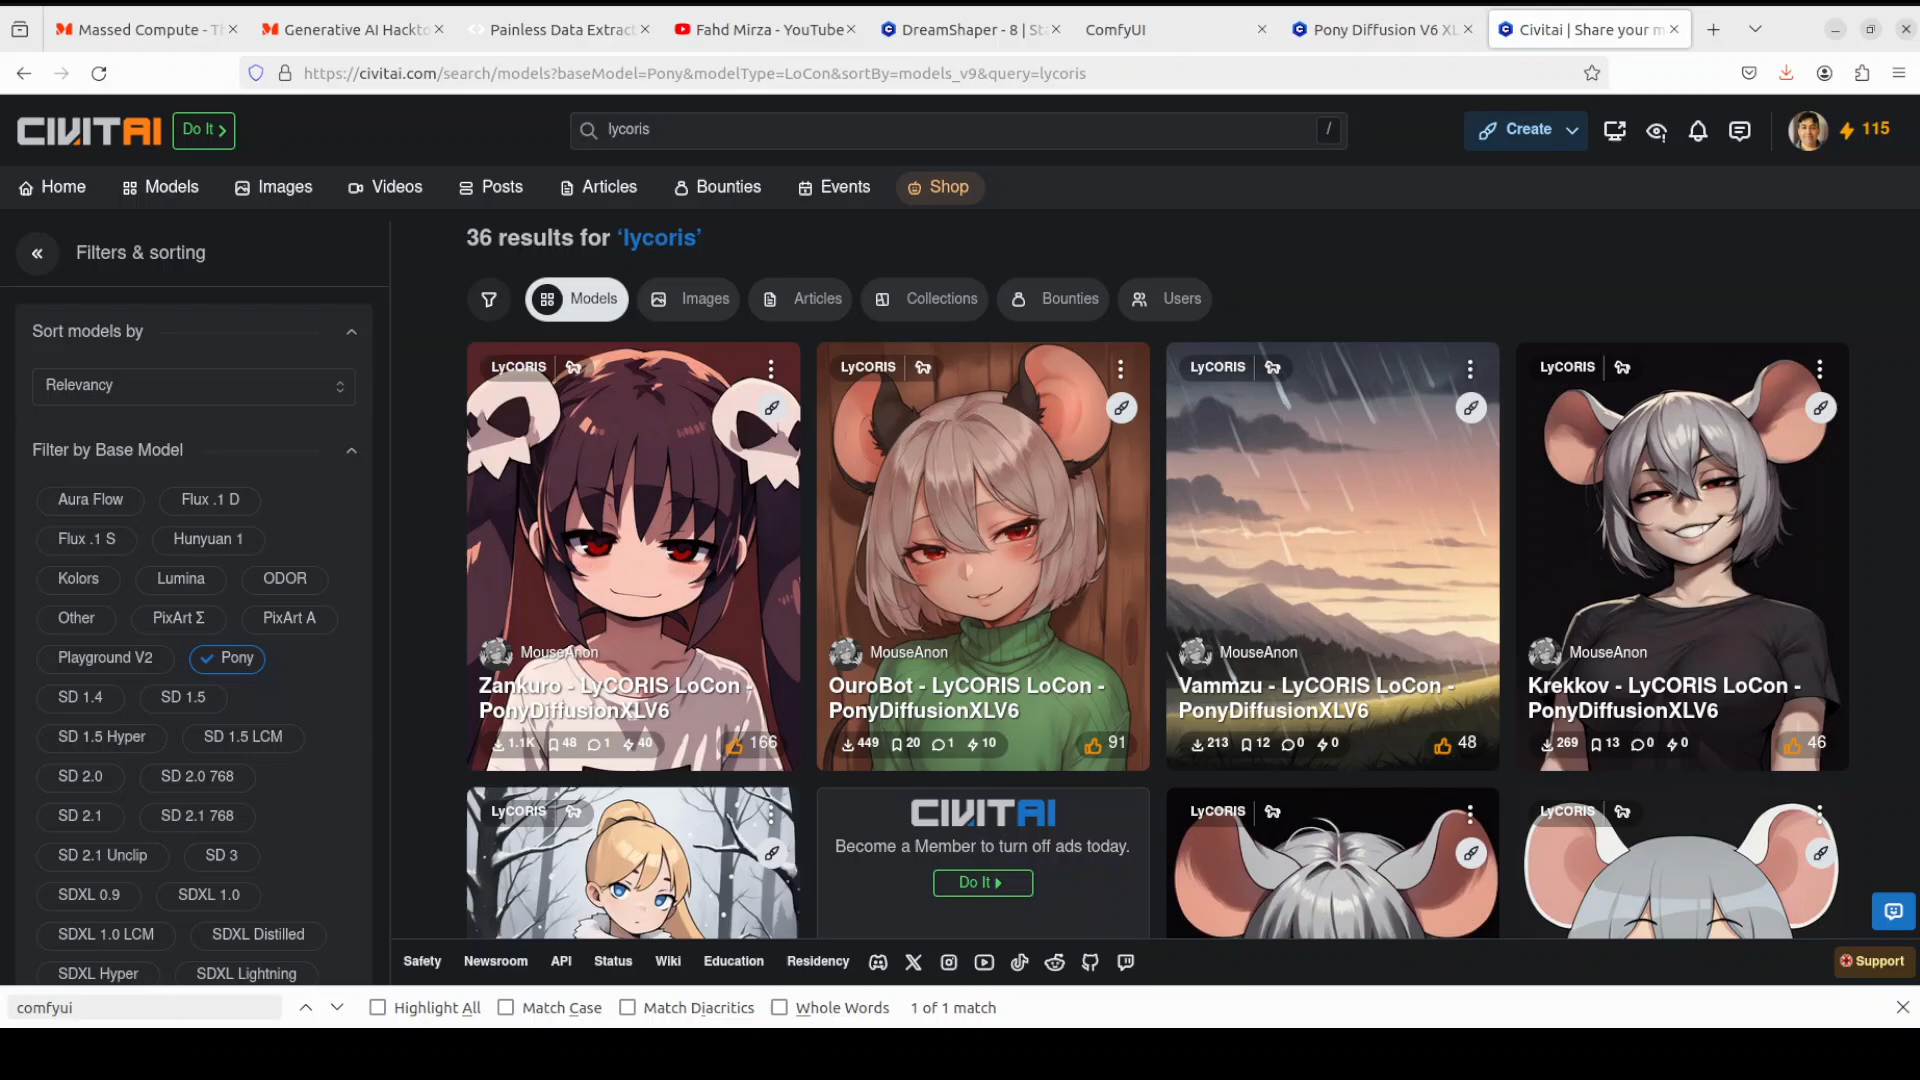 Massed Compute - Th
Generative AI Hackto
Painless Data Extrac
Fahd Mirza - YouTube
DreamShaper - 8 | Sta
ComfyUI
Pony Diffusion V6 XL
Civitai | Share your m
https://civitai.com/search/models?baseModel=Pony&modelType=LoCon&sortBy=models_v9&query=lycoris
CIVITAI
Do It
lycoris
/
Create
115
Home
Models
Images
Videos
Posts
Articles
Bounties
Events
Shop
Filters & sorting
Sort models by
Relevancy
Filter by Base Model
Aura Flow
Flux .1 D
Flux .1 S
Hunyuan 1
Kolors
Lumina
ODOR
Other
PixArt Σ
PixArt A
Playground V2
Pony
SD 1.4
SD 1.5
SD 1.5 Hyper
SD 1.5 LCM
SD 2.0
SD 2.0 768
SD 2.1
SD 2.1 768
SD 2.1 Unclip
SD 3
SDXL 0.9
SDXL 1.0
SDXL 1.0 LCM
SDXL Distilled
SDXL Hyper
SDXL Lightning
36 results for ‘lycoris’
Models
Images
Articles
Collections
Bounties
Users
LyCORIS
MouseAnon
Zankuro - LyCORIS LoCon -
PonyDiffusionXLV6
1.1K 48 1 40 166
LyCORIS
MouseAnon
OuroBot - LyCORIS LoCon -
PonyDiffusionXLV6
449 20 1 10 91
LyCORIS
MouseAnon
Vammzu - LyCORIS LoCon -
PonyDiffusionXLV6
213 12 0 0 48
LyCORIS
MouseAnon
Krekkov - LyCORIS LoCon -
PonyDiffusionXLV6
269 13 0 0 46
LyCORIS
CIVITAI
Become a Member to turn off ads today.
Do It
LyCORIS
LyCORIS
Safety
Newsroom
API
Status
Wiki
Education
Residency
Support
comfyui
Highlight All
Match Case
Match Diacritics
Whole Words
1 of 1 match